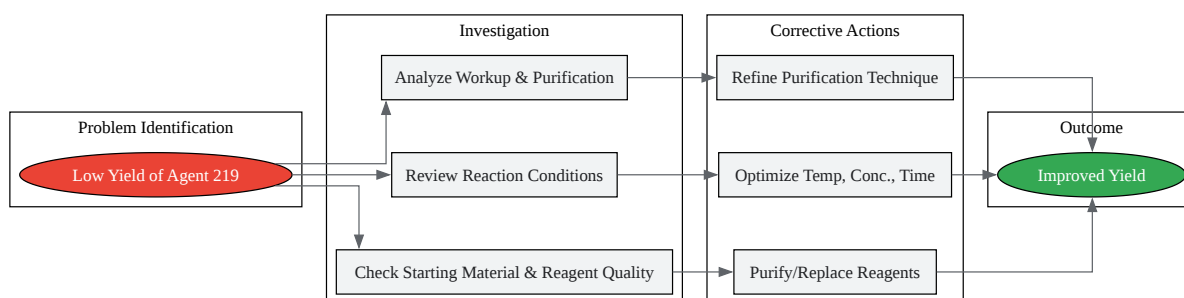 Investigation
Corrective Actions
Analyze Workup & Purification
Refine Purification Technique
Problem Identification
Outcome
Low Yield of Agent 219
Review Reaction Conditions
Optimize Temp, Conc., Time
Improved Yield
Check Starting Material & Reagent Quality
Purify/Replace Reagents